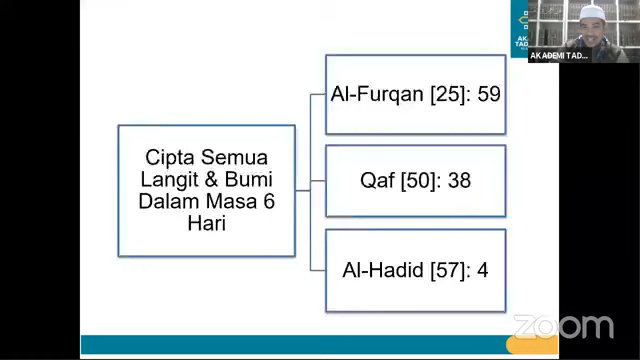 Cipta Semua
Langit & Bumi
Dalam Masa 6
Hari
Al-Furqan [25]: 59
Qaf [50]: 38
Al-Hadid [57]: 4
AKADEMI TAD...
zoom